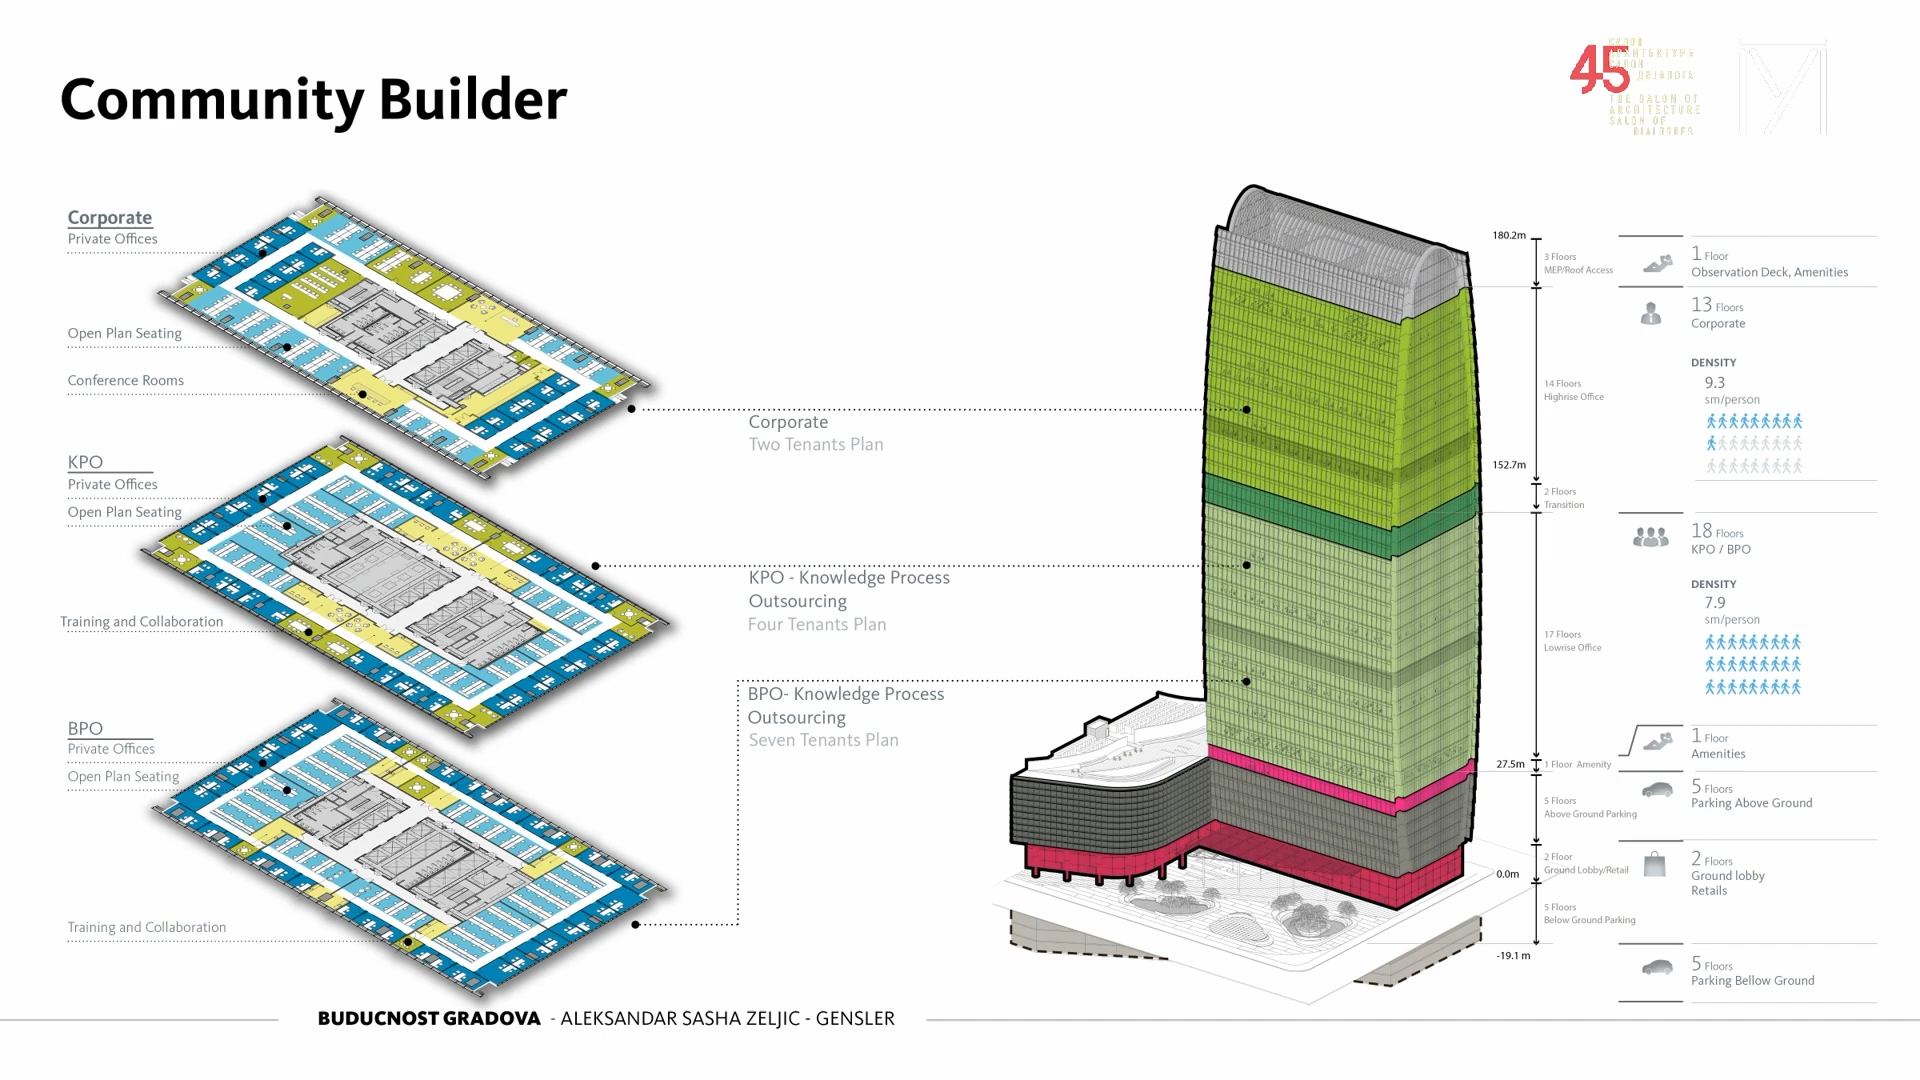 Community Builder
45
THE SALON OF
ARCHITECTURE
SALON OF
DIALOGUES
Corporate
Private Offices
Open Plan Seating
Conference Rooms
KPO
Private Offices
Open Plan Seating
Training and Collaboration
BPO
Private Offices
Open Plan Seating
Training and Collaboration
Corporate
Two Tenants Plan
KPO - Knowledge Process
Outsourcing
Four Tenants Plan
BPO- Knowledge Process
Outsourcing
Seven Tenants Plan
180.2m
3 Floors
MEP/Roof Access
14 Floors
Highrise Office
152.7m
2 Floors
Transition
17 Floors
Lowrise Office
27.5m
1 Floor Amenity
5 Floors
Above Ground Parking
2 Floor
Ground Lobby/Retail
0.0m
5 Floors
Below Ground Parking
-19.1 m
1 Floor
Observation Deck, Amenities
13 Floors
Corporate
DENSITY
9.3
sm/person
18 Floors
KPO / BPO
DENSITY
7.9
sm/person
1 Floor
Amenities
5 Floors
Parking Above Ground
2 Floors
Ground lobby
Retails
5 Floors
Parking Bellow Ground
BUDUCNOST GRADOVA - ALEKSANDAR SASHA ZELJIC - GENSLER